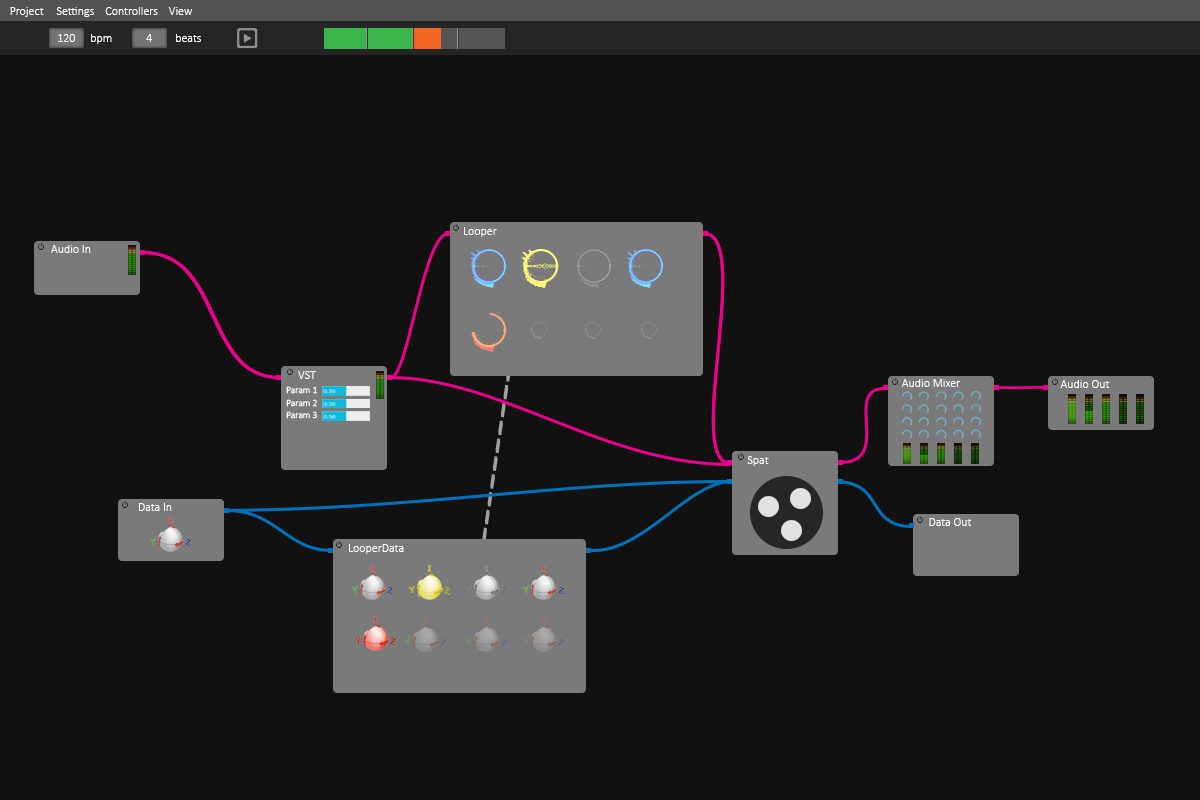 Project Settings Controllers View
120 bpm 4 beats
Looper
Audio In
VST
Param 1 0.50
Param 2 0.50
Param 3 0.50
Audio Mixer
Audio Out
Spat
Data In
X
Y Z
Data Out
LooperData
X X X X
Y Z Y Z Y Z Y Z
X X X X
Y Z Y Z Y Z Y Z